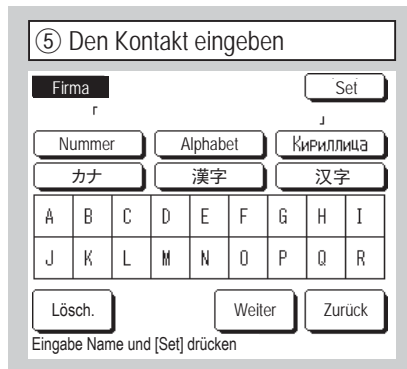 ⑤ Den Kontakt eingeben
Firma Set
「 」
Nummer Alphabet Кириллица
カナ 漢字 汉字
A B C D E F G H I
J K L M N O P Q R
Lösch. Weiter Zurück
Eingabe Name und [Set] drücken